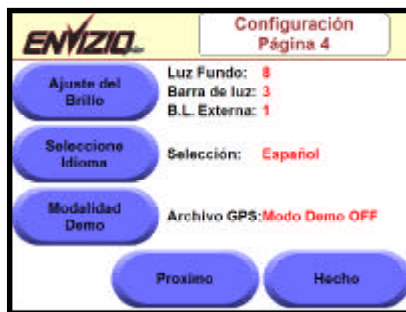 ENVIZIO
Configuración
Página 4
Ajuste del
Brillo
Luz Fundo: 8
Barra de luz: 3
B.L. Externa: 1
Seleccione
Idioma
Selección: Español
Modalidad
Demo
Archivo GPS:Modo Demo OFF
Proximo
Hecho